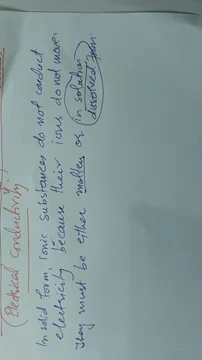 Electrical conductivity
In solid form, ionic substances do not conduct
electricity because their ions do not move.
They must be either molten or in solution
dissolved form